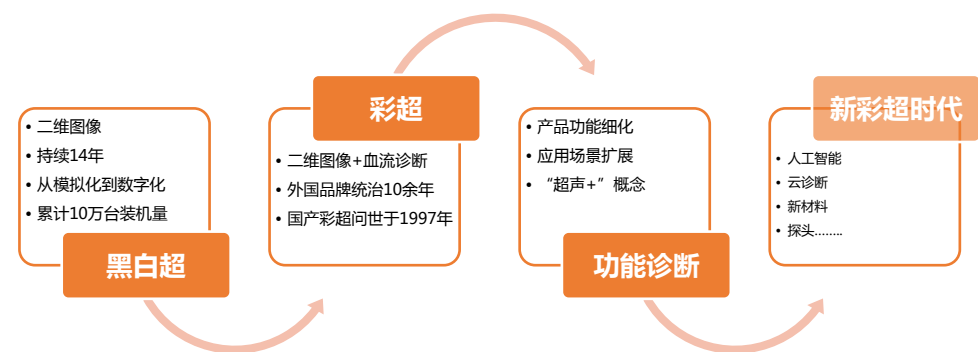 • 二维图像
• 持续14年
• 从模拟化到数字化
• 累计10万台装机量
黑白超
彩超
• 二维图像+血流诊断
• 外国品牌统治10余年
• 国产彩超问世于1997年
• 产品功能细化
• 应用场景扩展
• “超声+”概念
功能诊断
新彩超时代
• 人工智能
• 云诊断
• 新材料
• 探头……..